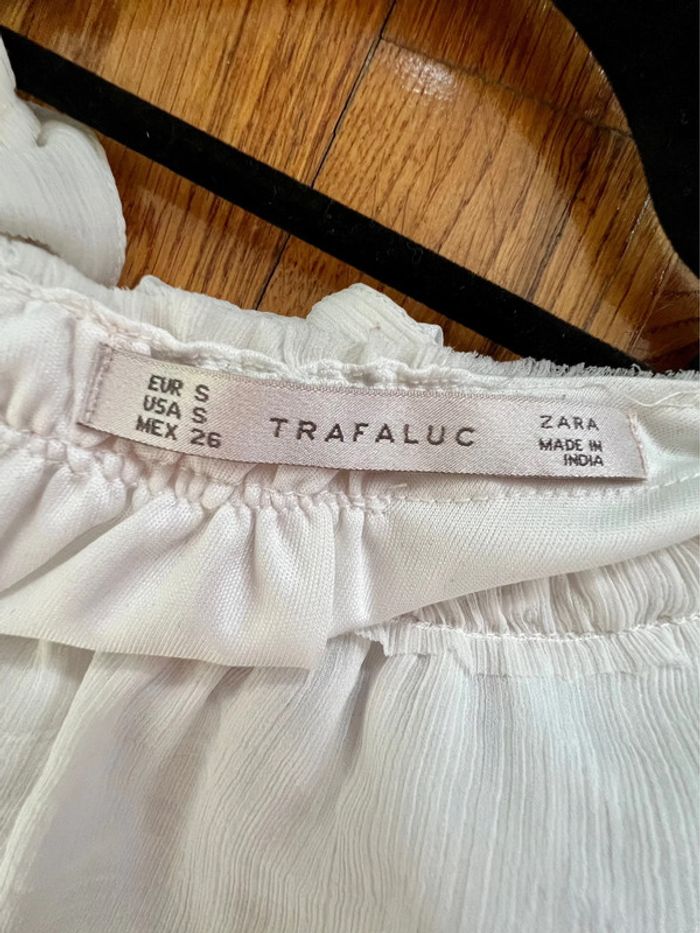 EUR S
USA S
MEX 26
TRAFALUC
ZARA
MADE IN
INDIA